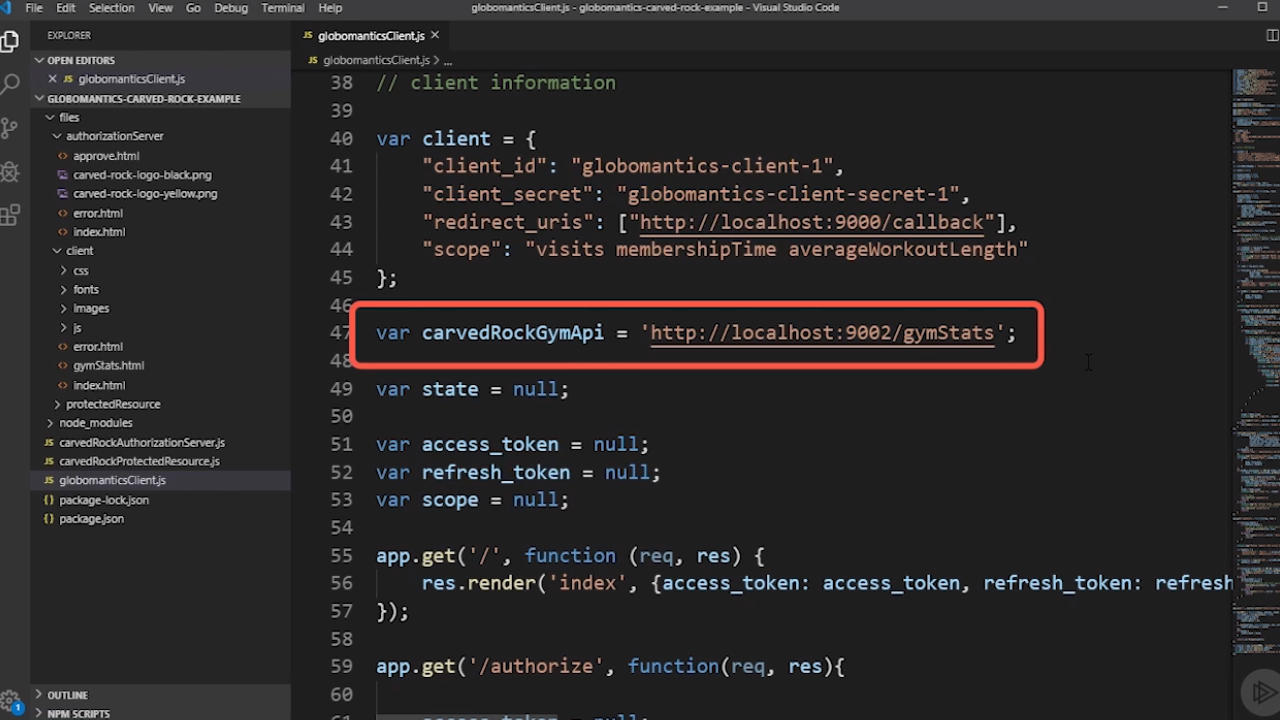 File Edit Selection View Go Debug Terminal Help
globomanticsClient.js - globomantics-carved-rock-example - Visual Studio Code
EXPLORER
OPEN EDITORS
JS globomanticsClient.js
GLOBOMANTICS-CARVED-ROCK-EXAMPLE
files
authorizationServer
approve.html
carved-rock-logo-black.png
carved-rock-logo-yellow.png
error.html
index.html
client
css
fonts
images
js
error.html
gymStats.html
index.html
protectedResource
node_modules
JS carvedRockAuthorizationServer.js
JS carvedRockProtectedResource.js
JS globomanticsClient.js
{} package-lock.json
{} package.json
OUTLINE
NPM SCRIPTS
1
JS globomanticsClient.js
JS globomanticsClient.js > ...
38 // client information
39
40 var client = {
41 "client_id": "globomantics-client-1",
42 "client_secret": "globomantics-client-secret-1",
43 "redirect_uris": ["http://localhost:9000/callback"],
44 "scope": "visits membershipTime averageWorkoutLength"
45 };
46
47 var carvedRockGymApi = 'http://localhost:9002/gymStats';
48
49 var state = null;
50
51 var access_token = null;
52 var refresh_token = null;
53 var scope = null;
54
55 app.get('/', function (req, res) {
56 res.render('index', {access_token: access_token, refresh_token: refresh
57 });
58
59 app.get('/authorize', function(req, res){
60